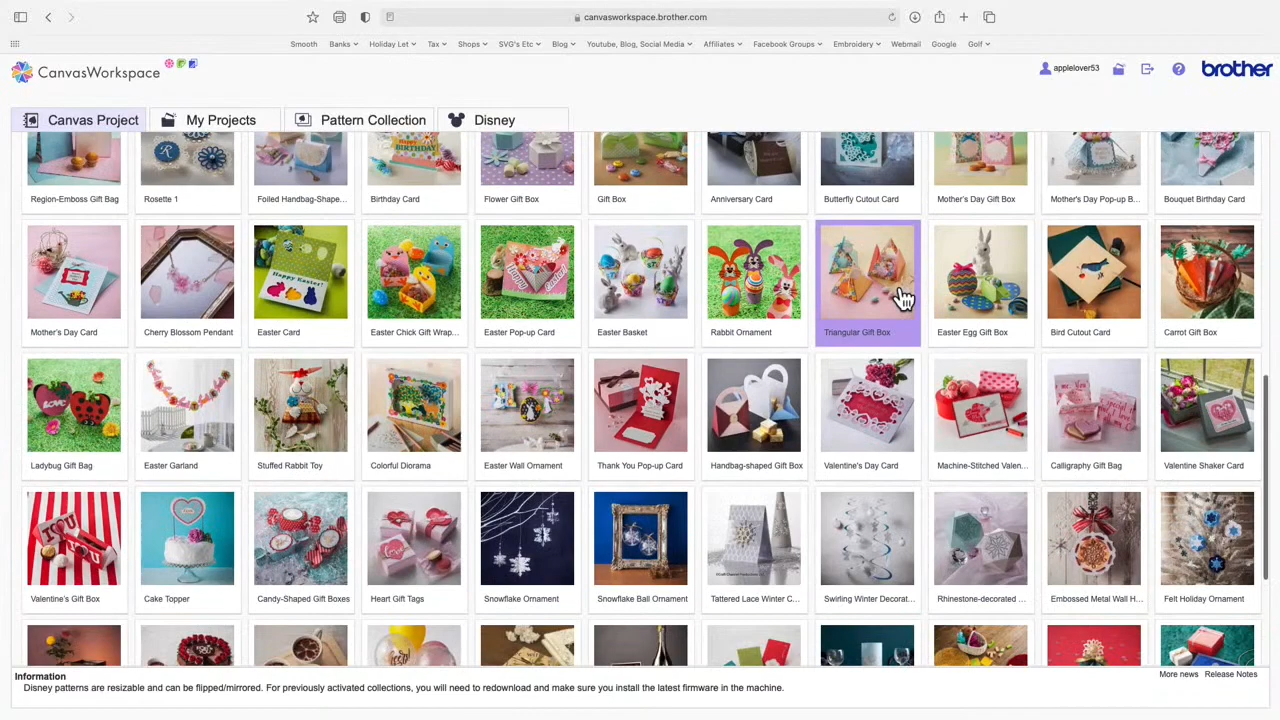 canvasworkspace.brother.com
Smooth Banks Holiday Let Tax Shops SVG's Etc Blog Youtube, Blog, Social Media Affiliates Facebook Groups Embroidery Webmail Google Golf
CanvasWorkspace
applelover53 ? brother
Canvas Project My Projects Pattern Collection Disney
Region-Emboss Gift Bag Rosette 1 Foiled Handbag-Shape... Birthday Card Flower Gift Box Gift Box Anniversary Card Butterfly Cutout Card Mother's Day Gift Box Mother's Day Pop-up B... Bouquet Birthday Card
Mother's Day Card Cherry Blossom Pendant Easter Card Easter Chick Gift Wrap... Easter Pop-up Card Easter Basket Rabbit Ornament Triangular Gift Box Easter Egg Gift Box Bird Cutout Card Carrot Gift Box
Ladybug Gift Bag Easter Garland Stuffed Rabbit Toy Colorful Diorama Easter Wall Ornament Thank You Pop-up Card Handbag-shaped Gift Box Valentine's Day Card Machine-Stitched Valen... Calligraphy Gift Bag Valentine Shaker Card
Valentine's Gift Box Cake Topper Candy-Shaped Gift Boxes Heart Gift Tags Snowflake Ornament Snowflake Ball Ornament Tattered Lace Winter C... Swirling Winter Decorat... Rhinestone-decorated ... Embossed Metal Wall H... Felt Holiday Ornament
Information
More news Release Notes
Disney patterns are resizable and can be flipped/mirrored. For previously activated collections, you will need to redownload and make sure you install the latest firmware in the machine.